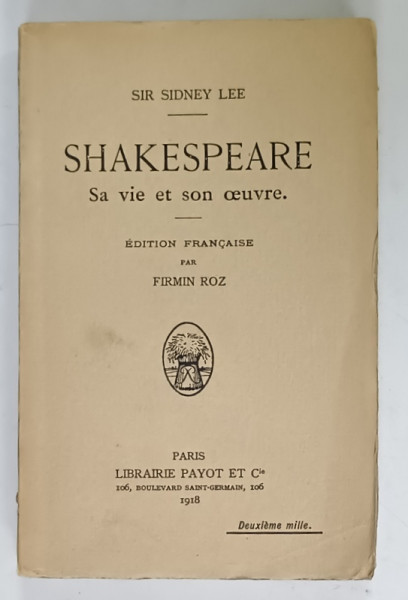 SIR SIDNEY LEE
SHAKESPEARE
Sa vie et son œuvre.
ÉDITION FRANÇAISE
PAR
FIRMIN ROZ
PARIS
LIBRAIRIE PAYOT ET Cie
106, BOULEVARD SAINT-GERMAIN, 106
1918
Deuxième mille.